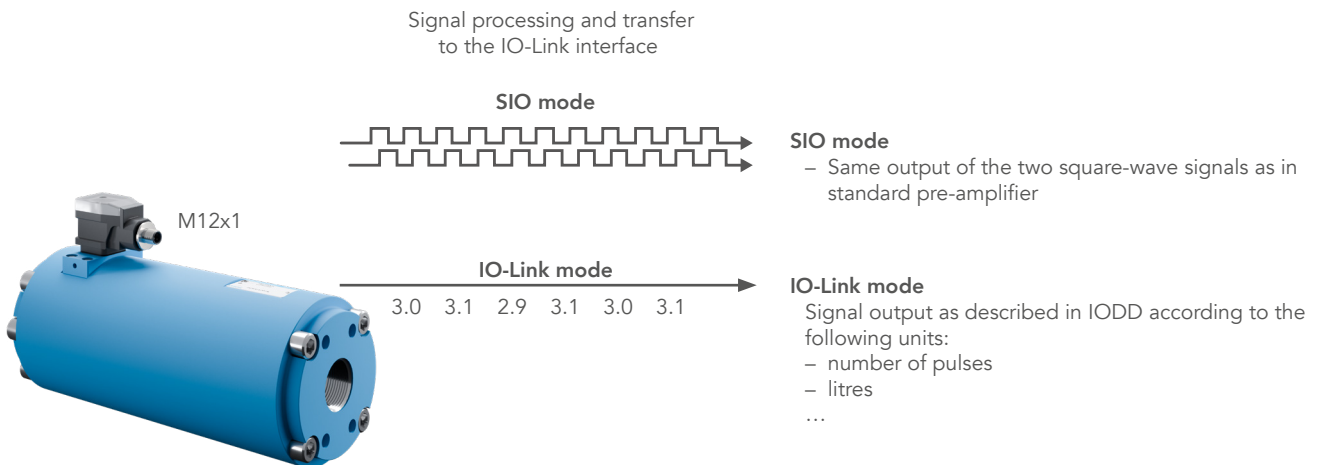 Signal processing and transfer
to the IO-Link interface
SIO mode
SIO mode
– Same output of the two square-wave signals as in
standard pre-amplifier
M12x1
IO-Link mode
3.0 3.1 2.9 3.1 3.0 3.1
IO-Link mode
Signal output as described in IODD according to the
following units:
– number of pulses
– litres
…